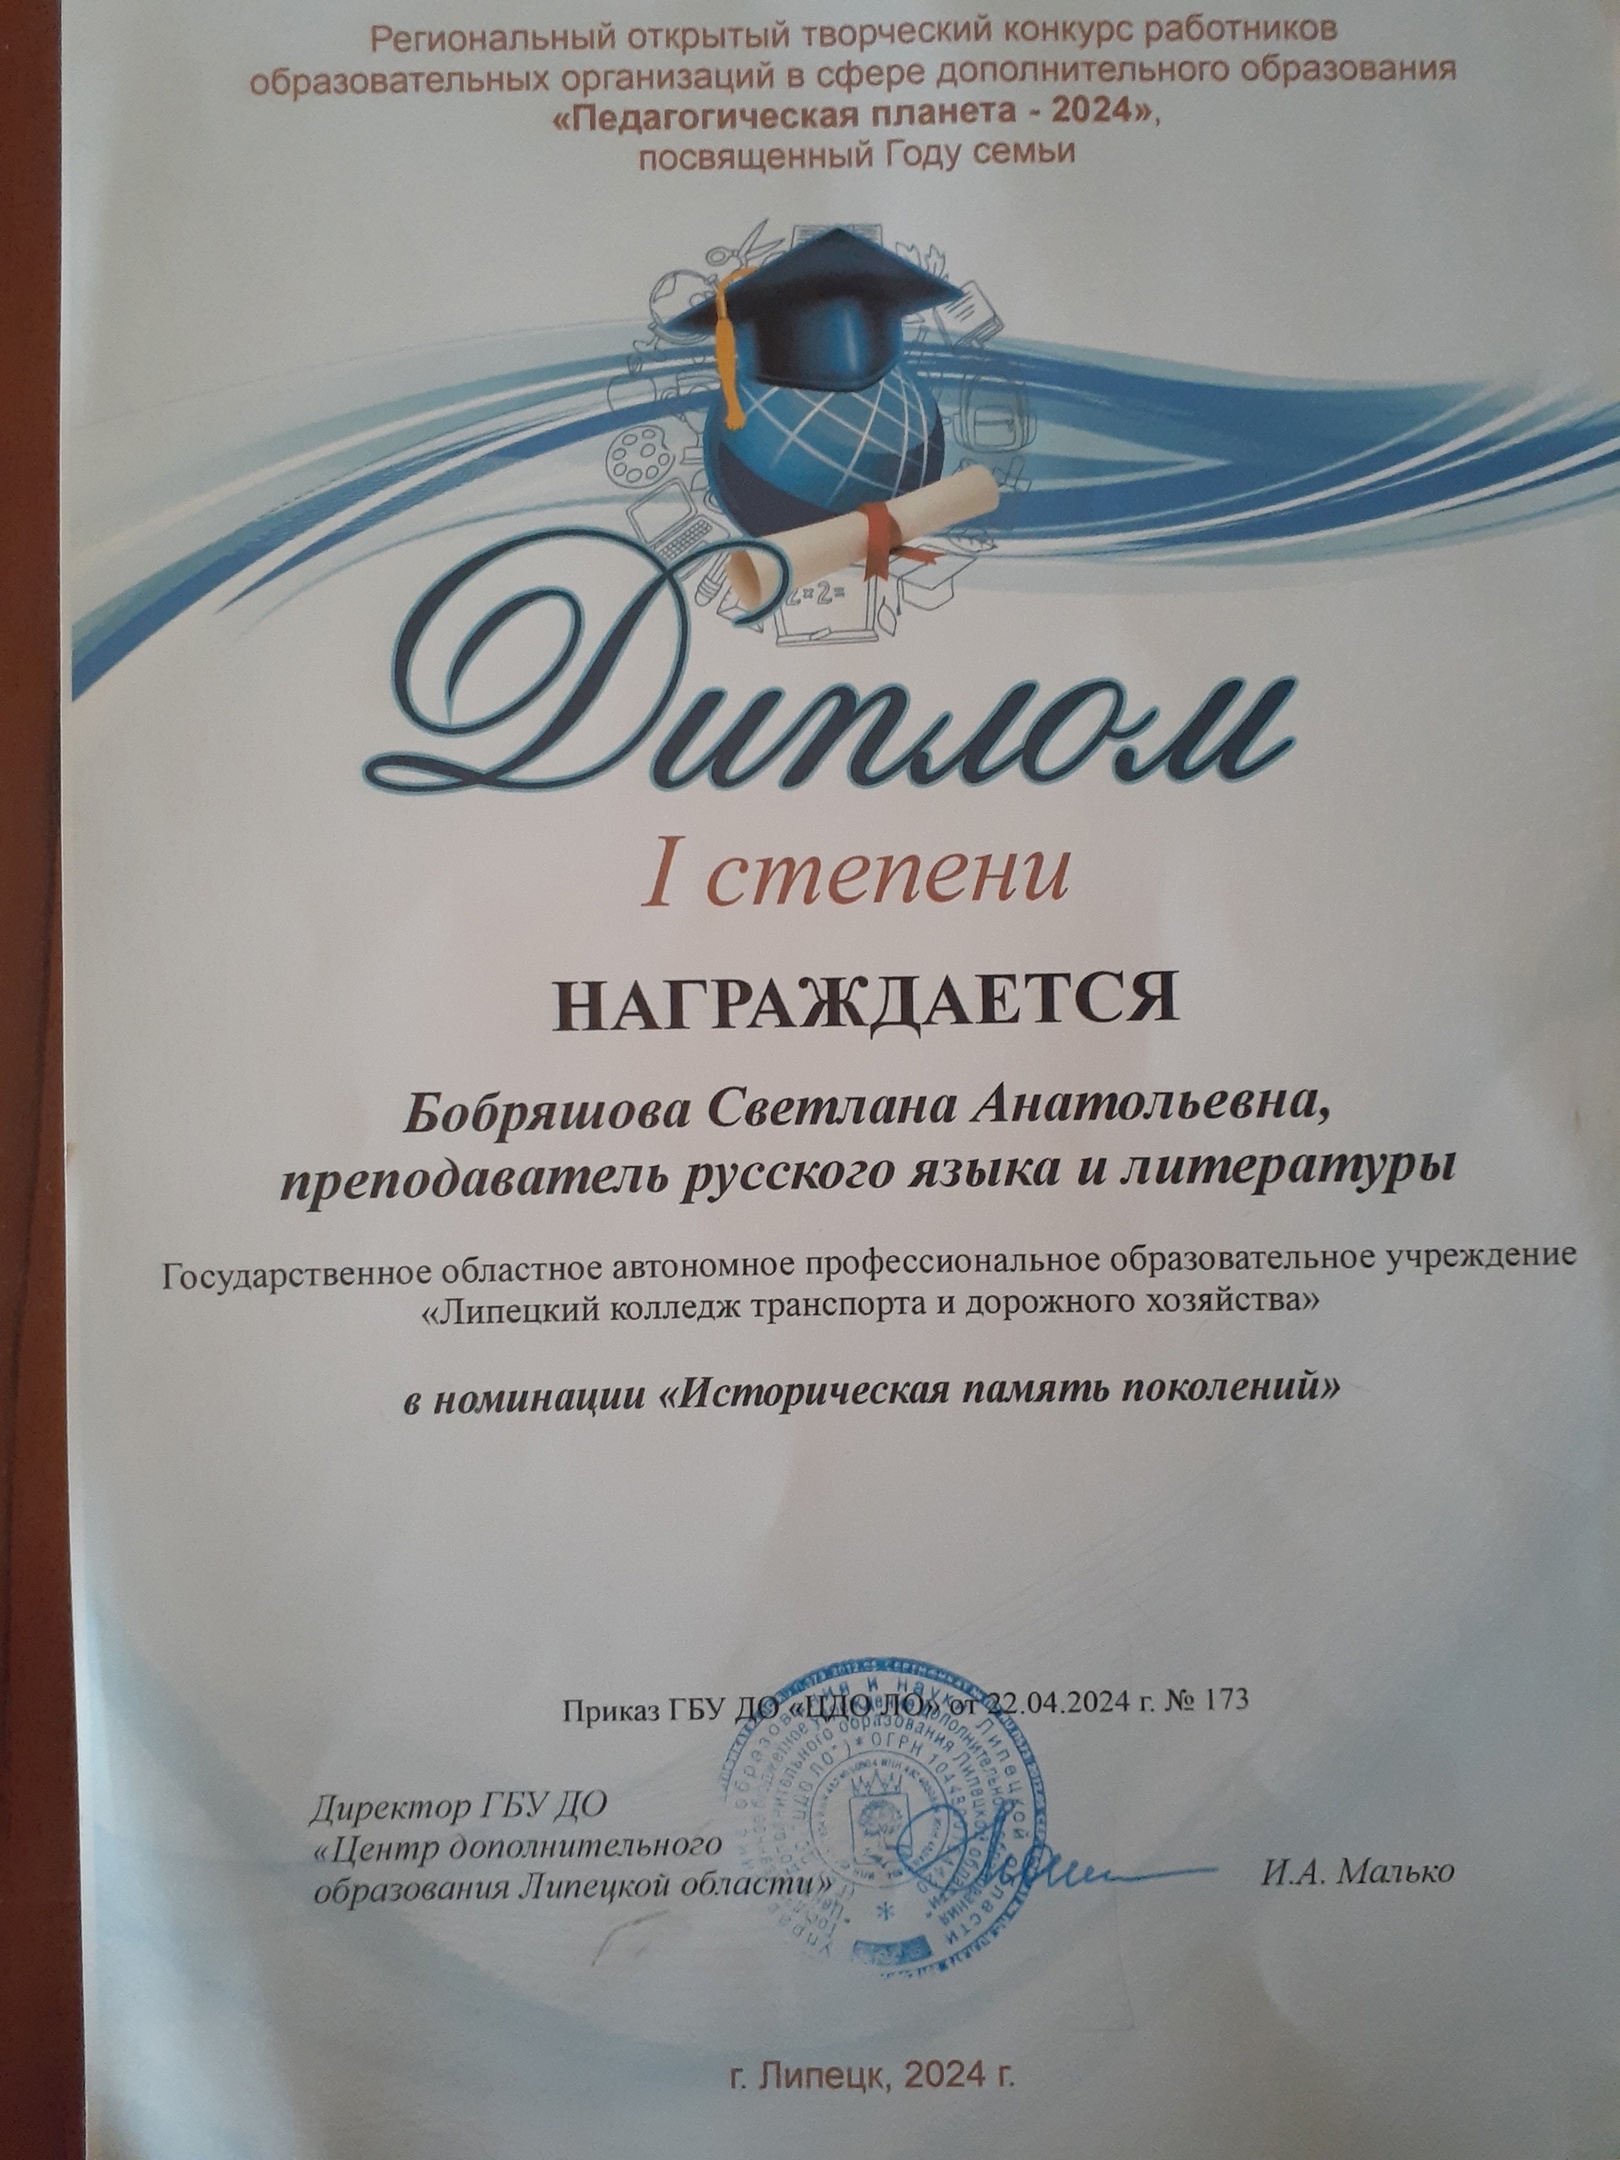 Региональный открытый творческий конкурс работников
образовательных организаций в сфере дополнительного образования
«Педагогическая планета - 2024»,
посвященный Году семьи
2×2=
Диплом
I степени
НАГРАЖДАЕТСЯ
Бобряшова Светлана Анатольевна,
преподаватель русского языка и литературы
Государственное областное автономное профессиональное образовательное учреждение
«Липецкий колледж транспорта и дорожного хозяйства»
в номинации «Историческая память поколений»
Приказ ГБУ ДО «ЦДО ЛО» от 22.04.2024 г. № 173
Директор ГБУ ДО
«Центр дополнительного
образования Липецкой области»
И.А. Малько
г. Липецк, 2024 г.